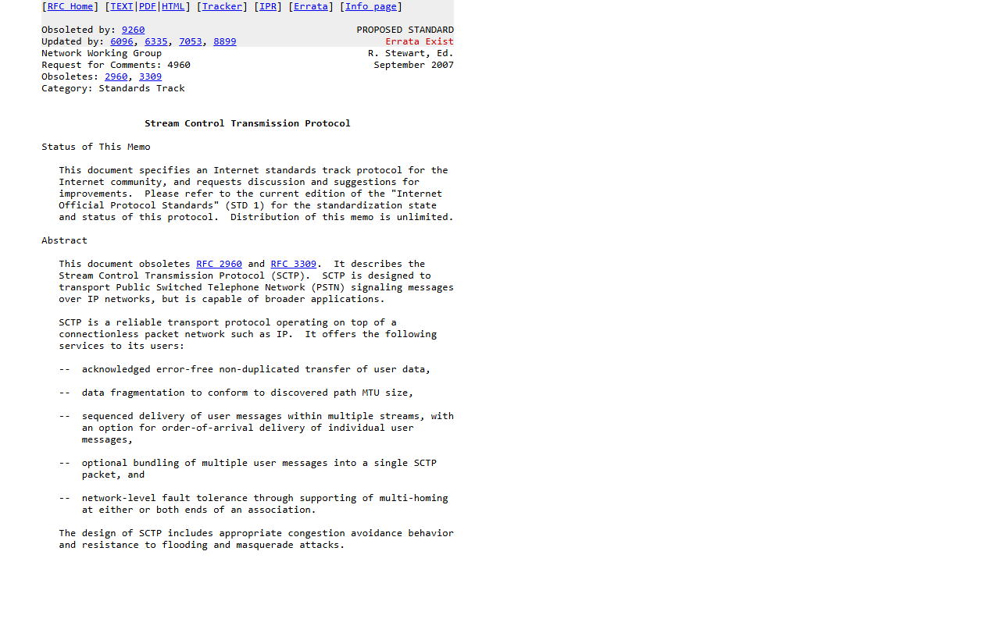 [RFC Home] [TEXT|PDF|HTML] [Tracker] [IPR] [Errata] [Info page]
Obsoleted by: 9260 PROPOSED STANDARD
Updated by: 6096, 6335, 7053, 8899 Errata Exist
Network Working Group R. Stewart, Ed.
Request for Comments: 4960 September 2007
Obsoletes: 2960, 3309
Category: Standards Track
Stream Control Transmission Protocol
Status of This Memo
This document specifies an Internet standards track protocol for the
Internet community, and requests discussion and suggestions for
improvements.  Please refer to the current edition of the "Internet
Official Protocol Standards" (STD 1) for the standardization state
and status of this protocol.  Distribution of this memo is unlimited.
Abstract
This document obsoletes RFC 2960 and RFC 3309.  It describes the
Stream Control Transmission Protocol (SCTP).  SCTP is designed to
transport Public Switched Telephone Network (PSTN) signaling messages
over IP networks, but is capable of broader applications.
SCTP is a reliable transport protocol operating on top of a
connectionless packet network such as IP.  It offers the following
services to its users:
--  acknowledged error-free non-duplicated transfer of user data,
--  data fragmentation to conform to discovered path MTU size,
--  sequenced delivery of user messages within multiple streams, with
an option for order-of-arrival delivery of individual user
messages,
--  optional bundling of multiple user messages into a single SCTP
packet, and
--  network-level fault tolerance through supporting of multi-homing
at either or both ends of an association.
The design of SCTP includes appropriate congestion avoidance behavior
and resistance to flooding and masquerade attacks.